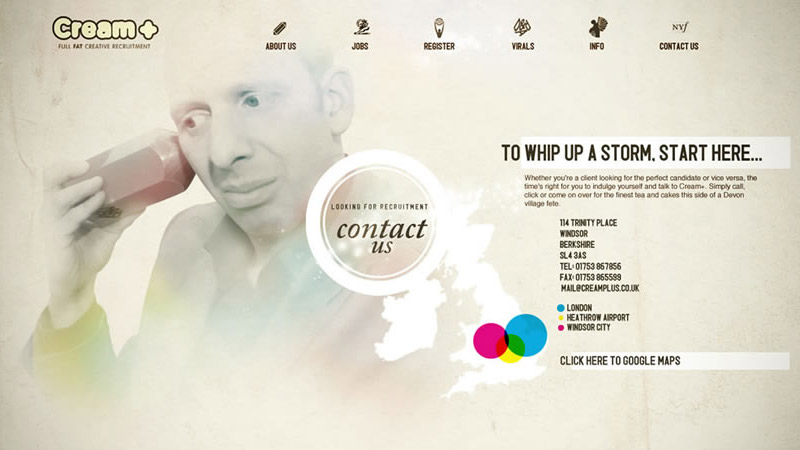 Cream+
FULL FAT CREATIVE RECRUITMENT
ABOUT US
JOBS
REGISTER
VIRALS
INFO
NYf
CONTACT US
TO WHIP UP A STORM, START HERE...
Whether you're a client looking for the perfect candidate or vice versa, the
time's right for you to indulge yourself and talk to Cream+. Simply call,
click or come on over for the finest tea and cakes this side of a Devon
village fete.
LOOKING FOR RECRUITMENT
contact
us
114 TRINITY PLACE
WINDSOR
BERKSHIRE
SL4 3AS
TEL: 01753 867856
FAX: 01753 865599
MAIL@CREAMPLUS.CO.UK
LONDON
HEATHROW AIRPORT
WINDSOR CITY
CLICK HERE TO GOOGLE MAPS